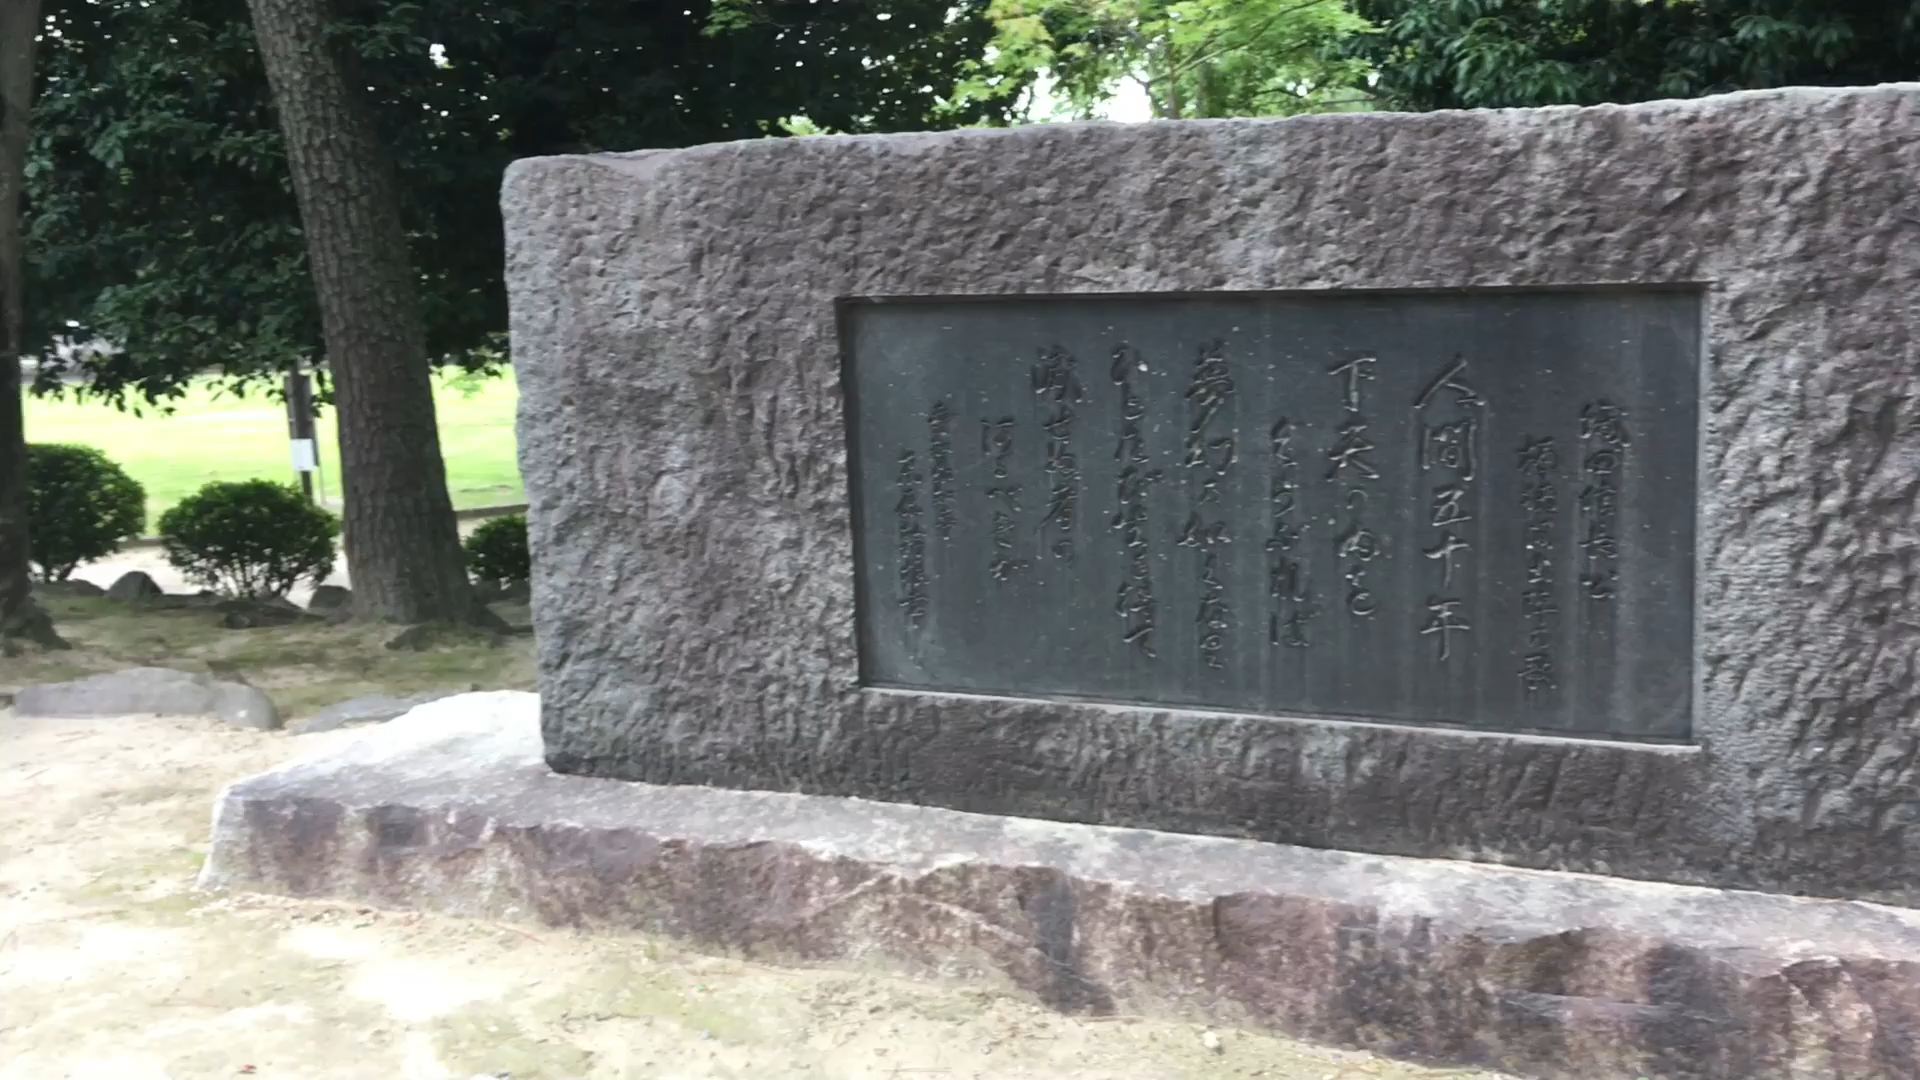 織田信長公
桶狭間出陣の歌
人間五十年
下天の内を
くらぶれば
夢幻の如くなり
ひとたび生を得て
滅せぬ者の
あるべきか